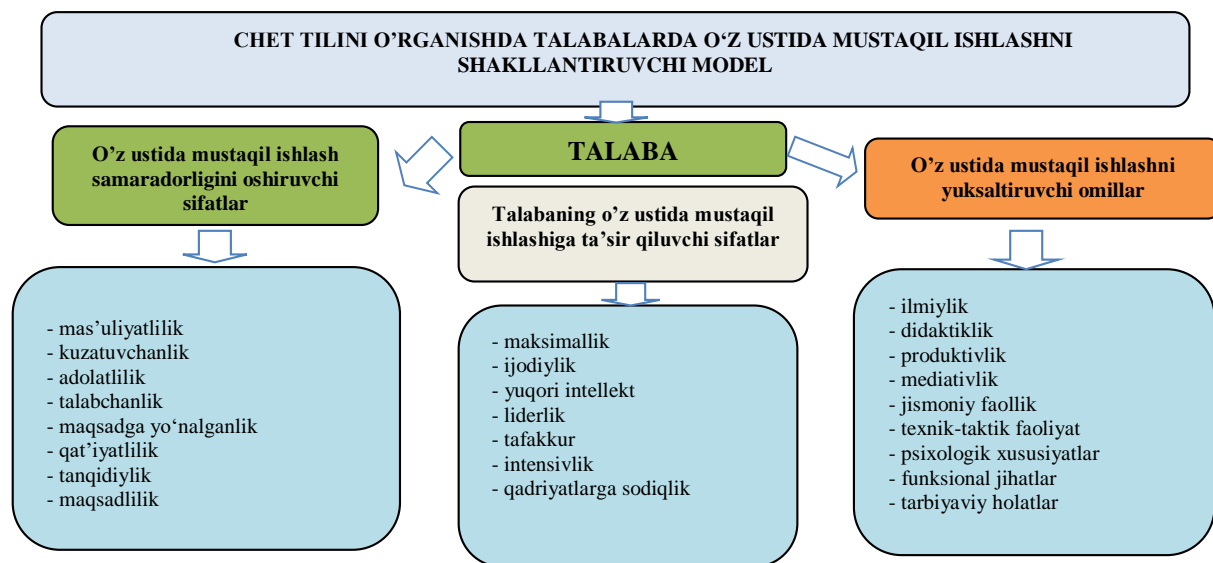 CHET TILINI O’RGANISHDA TALABALARDA O‘Z USTIDA MUSTAQIL ISHLASHNI
SHAKLLANTIRUVCHI MODEL
O’z ustida mustaqil ishlash
samaradorligini oshiruvchi
sifatlar
TALABA
O’z ustida mustaqil ishlashni
yuksaltiruvchi omillar
Talabaning o’z ustida mustaqil
ishlashiga ta’sir qiluvchi sifatlar
- mas’uliyatlilik
- kuzatuvchanlik
- adolatlilik
- talabchanlik
- maqsadga yo‘nalganlik
- qat’iyatlilik
- tanqidiylik
- maqsadlilik
- maksimallik
- ijodiylik
- yuqori intellekt
- liderlik
- tafakkur
- intensivlik
- qadriyatlarga sodiqlik
- ilmiylik
- didaktiklik
- produktivlik
- mediativlik
- jismoniy faollik
- texnik-taktik faoliyat
- psixologik xususiyatlar
- funksional jihatlar
- tarbiyaviy holatlar